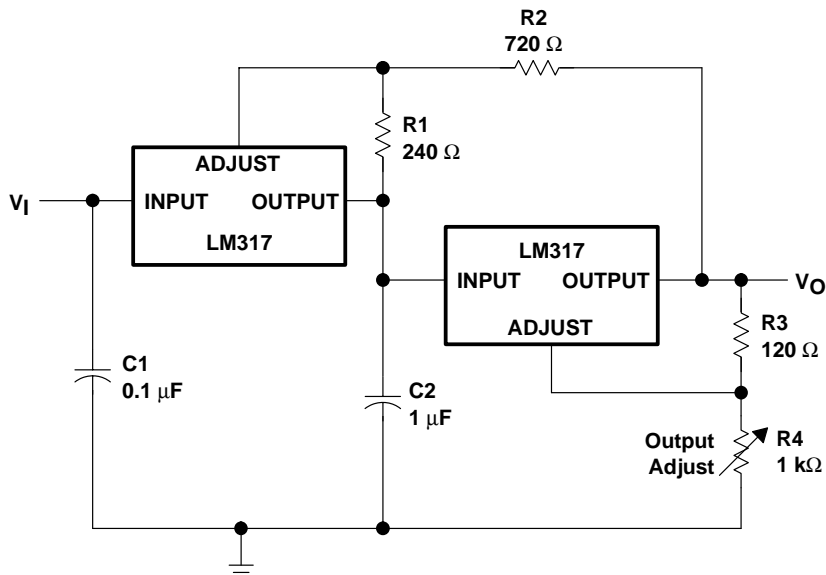 R2
720 Ω
R1
240 Ω
ADJUST
VI
INPUT
OUTPUT
LM317
LM317
INPUT
OUTPUT
VO
ADJUST
R3
120 Ω
C1
0.1 μF
C2
1 μF
Output
Adjust
R4
1 kΩ